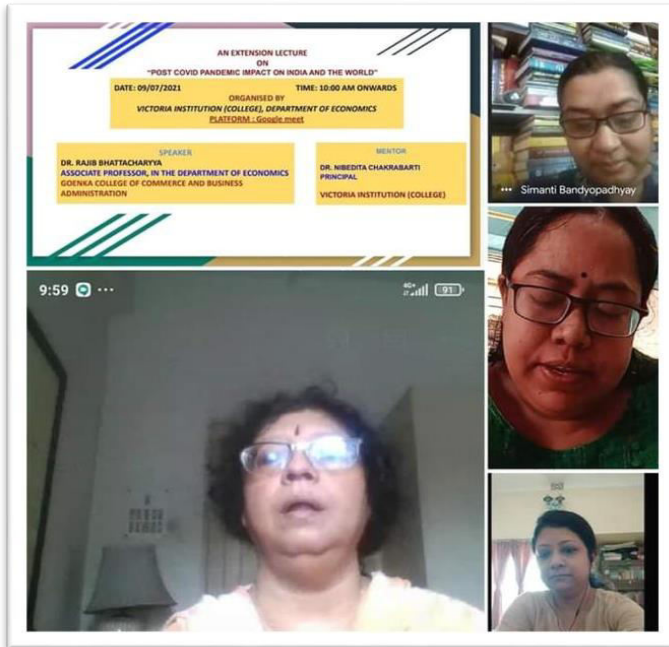 AN EXTENSION LECTURE
ON
"POST COVID PANDEMIC IMPACT ON INDIA AND THE WORLD"
DATE: 09/07/2021 TIME: 10:00 AM ONWARDS
ORGANISED BY
VICTORIA INSTITUTION (COLLEGE), DEPARTMENT OF ECONOMICS
PLATFORM : Google meet
SPEAKER
DR. RAJIB BHATTACHARYYA
ASSOCIATE PROFESSOR, IN THE DEPARTMENT OF ECONOMICS
GOENKA COLLEGE OF COMMERCE AND BUSINESS
ADMINISTRATION
MENTOR
DR. NIBEDITA CHAKRABARTI
PRINCIPAL
VICTORIA INSTITUTION (COLLEGE)
Simanti Bandyopadhyay
9:59
91